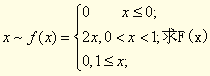 0 x≤0;
x ~ f(x)= { 2x, 0<x<1; 求F(x)
0,1≤x;